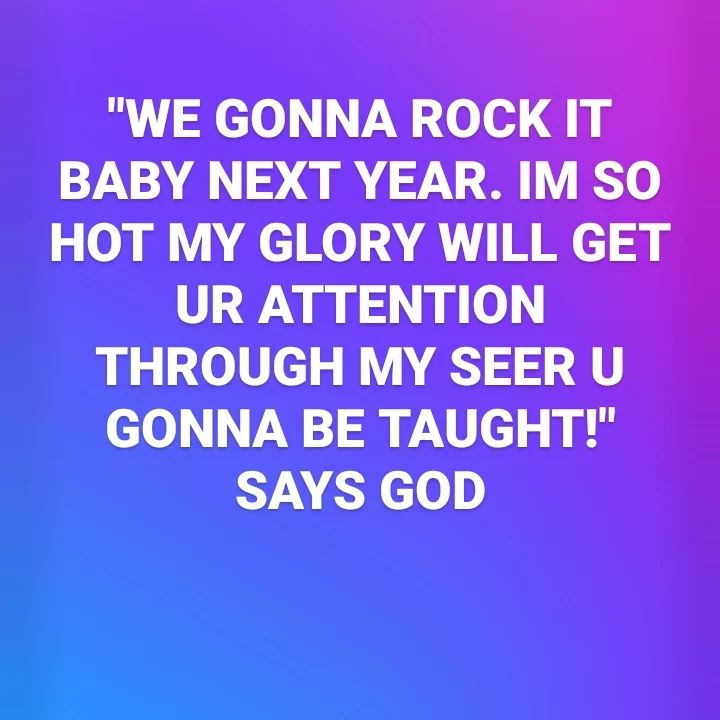 "WE GONNA ROCK IT
BABY NEXT YEAR. IM SO
HOT MY GLORY WILL GET
UR ATTENTION
THROUGH MY SEER U
GONNA BE TAUGHT!"
SAYS GOD